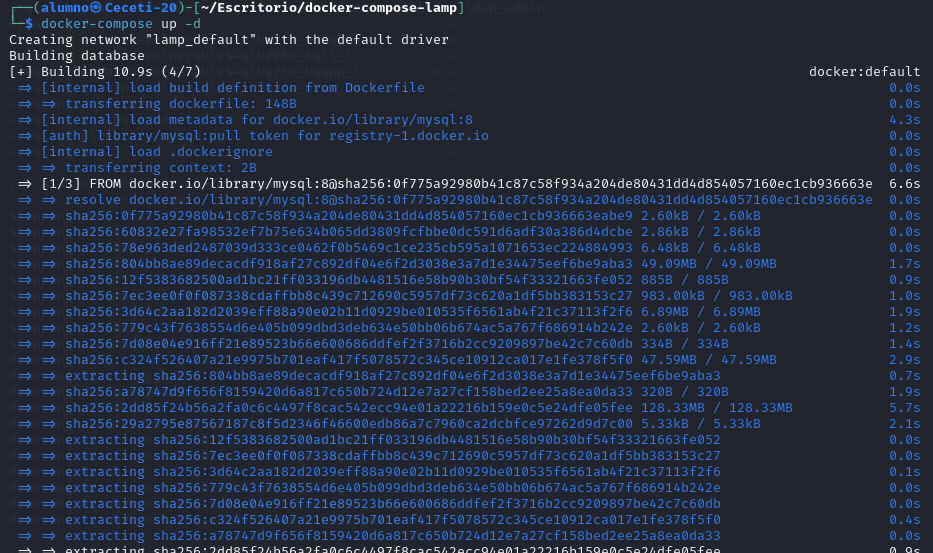 ┌──(alumno㉿Ceceti-20)-[~/Escritorio/docker-compose-lamp]
└─$ docker-compose up -d
Creating network "lamp_default" with the default driver
Building database
[+] Building 10.9s (4/7) docker:default
=> [internal] load build definition from Dockerfile 0.0s
=> => transferring dockerfile: 148B 0.0s
=> [internal] load metadata for docker.io/library/mysql:8 4.3s
=> [auth] library/mysql:pull token for registry-1.docker.io 0.0s
=> [internal] load .dockerignore 0.0s
=> => transferring context: 2B 0.0s
=> [1/3] FROM docker.io/library/mysql:8@sha256:0f775a92980b41c87c58f934a204de80431dd4d854057160ec1cb936663e 6.6s
=> => resolve docker.io/library/mysql:8@sha256:0f775a92980b41c87c58f934a204de80431dd4d854057160ec1cb936663e 0.0s
=> => sha256:0f775a92980b41c87c58f934a204de80431dd4d854057160ec1cb936663eabe9 2.60kB / 2.60kB 0.0s
=> => sha256:60832e27fa98532ef7b75e634b065dd3809fcfbbe0dc591d6adf30a386d4dcbe 2.86kB / 2.86kB 0.0s
=> => sha256:78e963ded2487039d333ce0462f0b5469c1ce235cb595a1071653ec224884993 6.48kB / 6.48kB 0.0s
=> => sha256:804bb8ae89decacdf918af27c892df04e6f2d3038e3a7d1e34475eef6be9aba3 49.09MB / 49.09MB 1.7s
=> => sha256:12f5383682500ad1bc21ff033196db4481516e58b90b30bf54f33321663fe052 885B / 885B 0.9s
=> => sha256:7ec3ee0f0f087338cdaffbb8c439c712690c5957df73c620a1df5bb383153c27 983.00kB / 983.00kB 1.0s
=> => sha256:3d64c2aa182d2039eff88a90e02b11d0929be010535f6561ab4f21c37113f2f6 6.89MB / 6.89MB 1.9s
=> => sha256:779c43f7638554d6e405b099dbd3deb634e50bb06b674ac5a767f686914b242e 2.60kB / 2.60kB 1.2s
=> => sha256:7d08e04e916ff21e89523b66e600686ddfef2f3716b2cc9209897be42c7c60db 334B / 334B 1.4s
=> => sha256:c324f526407a21e9975b701eaf417f5078572c345ce10912ca017e1fe378f5f0 47.59MB / 47.59MB 2.9s
=> => extracting sha256:804bb8ae89decacdf918af27c892df04e6f2d3038e3a7d1e34475eef6be9aba3 0.7s
=> => sha256:a78747d9f656f8159420d6a817c650b724d12e7a27cf158bed2ee25a8ea0da33 320B / 320B 1.9s
=> => sha256:2dd85f24b56a2fa0c6c4497f8cac542ecc94e01a22216b159e0c5e24dfe05fee 128.33MB / 128.33MB 5.7s
=> => sha256:29a2795e87567187c8f5d2346f46600edb86a7c7960ca2dcbfce97262d9d7c00 5.33kB / 5.33kB 2.1s
=> => extracting sha256:12f5383682500ad1bc21ff033196db4481516e58b90b30bf54f33321663fe052 0.0s
=> => extracting sha256:7ec3ee0f0f087338cdaffbb8c439c712690c5957df73c620a1df5bb383153c27 0.0s
=> => extracting sha256:3d64c2aa182d2039eff88a90e02b11d0929be010535f6561ab4f21c37113f2f6 0.1s
=> => extracting sha256:779c43f7638554d6e405b099dbd3deb634e50bb06b674ac5a767f686914b242e 0.0s
=> => extracting sha256:7d08e04e916ff21e89523b66e600686ddfef2f3716b2cc9209897be42c7c60db 0.0s
=> => extracting sha256:c324f526407a21e9975b701eaf417f5078572c345ce10912ca017e1fe378f5f0 0.4s
=> => extracting sha256:a78747d9f656f8159420d6a817c650b724d12e7a27cf158bed2ee25a8ea0da33 0.0s
=> => extracting sha256:2dd85f24b56a2fa0c6c4497f8cac542ecc94e01a22216b159e0c5e24dfe05fee 0.9s